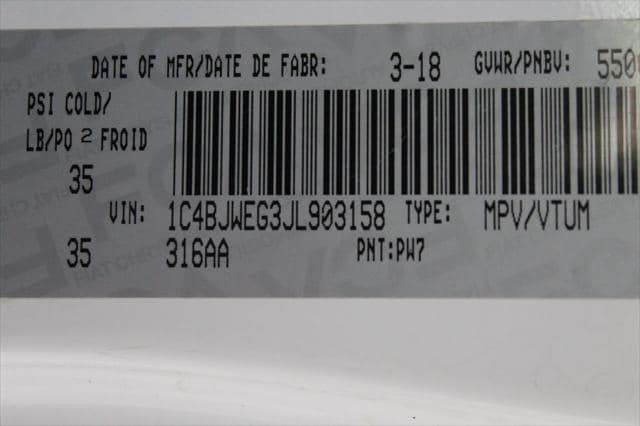 DATE OF MFR/DATE DE FABR: 3-18 GVWR/PNBV: 550
PSI COLD/
LB/PO 2 FROID
35
VIN: 1C4BJWEG3JL903158 TYPE: MPV/VTUM
35 316AA PNT:PW7